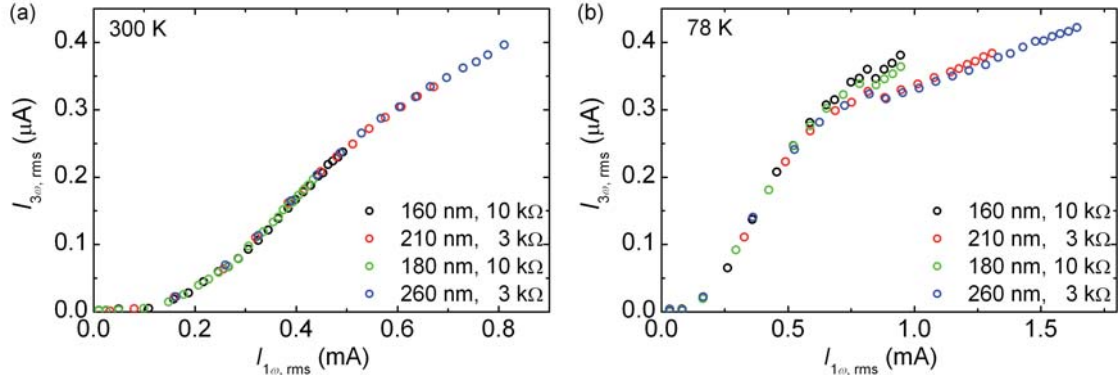 (a)
300 K
0.4
0.3
0.2
0.1
0.0
I3ω, rms (μA)
160 nm, 10 kΩ
210 nm, 3 kΩ
180 nm, 10 kΩ
260 nm, 3 kΩ
0.0 0.2 0.4 0.6 0.8
I1ω, rms (mA)
(b)
78 K
0.4
0.3
0.2
0.1
0.0
I3ω, rms (μA)
160 nm, 10 kΩ
210 nm, 3 kΩ
180 nm, 10 kΩ
260 nm, 3 kΩ
0.0 0.5 1.0 1.5
I1ω, rms (mA)